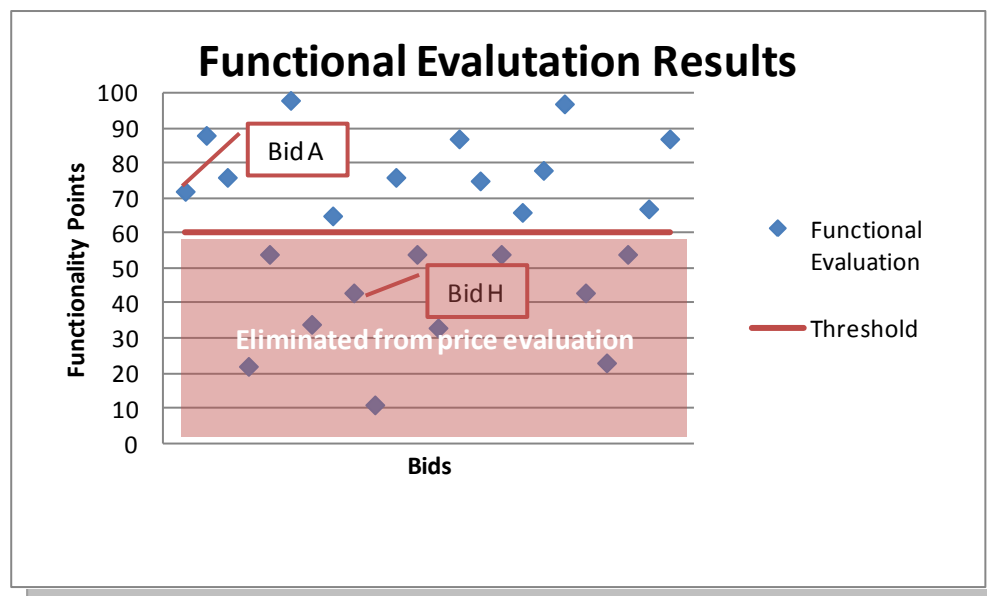 Functional Evalutation Results
100
90
80
70
60
50
40
30
20
10
0
Functionality Points
Bid A
Bid H
Eliminated from price evaluation
Bids
Functional
Evaluation
Threshold